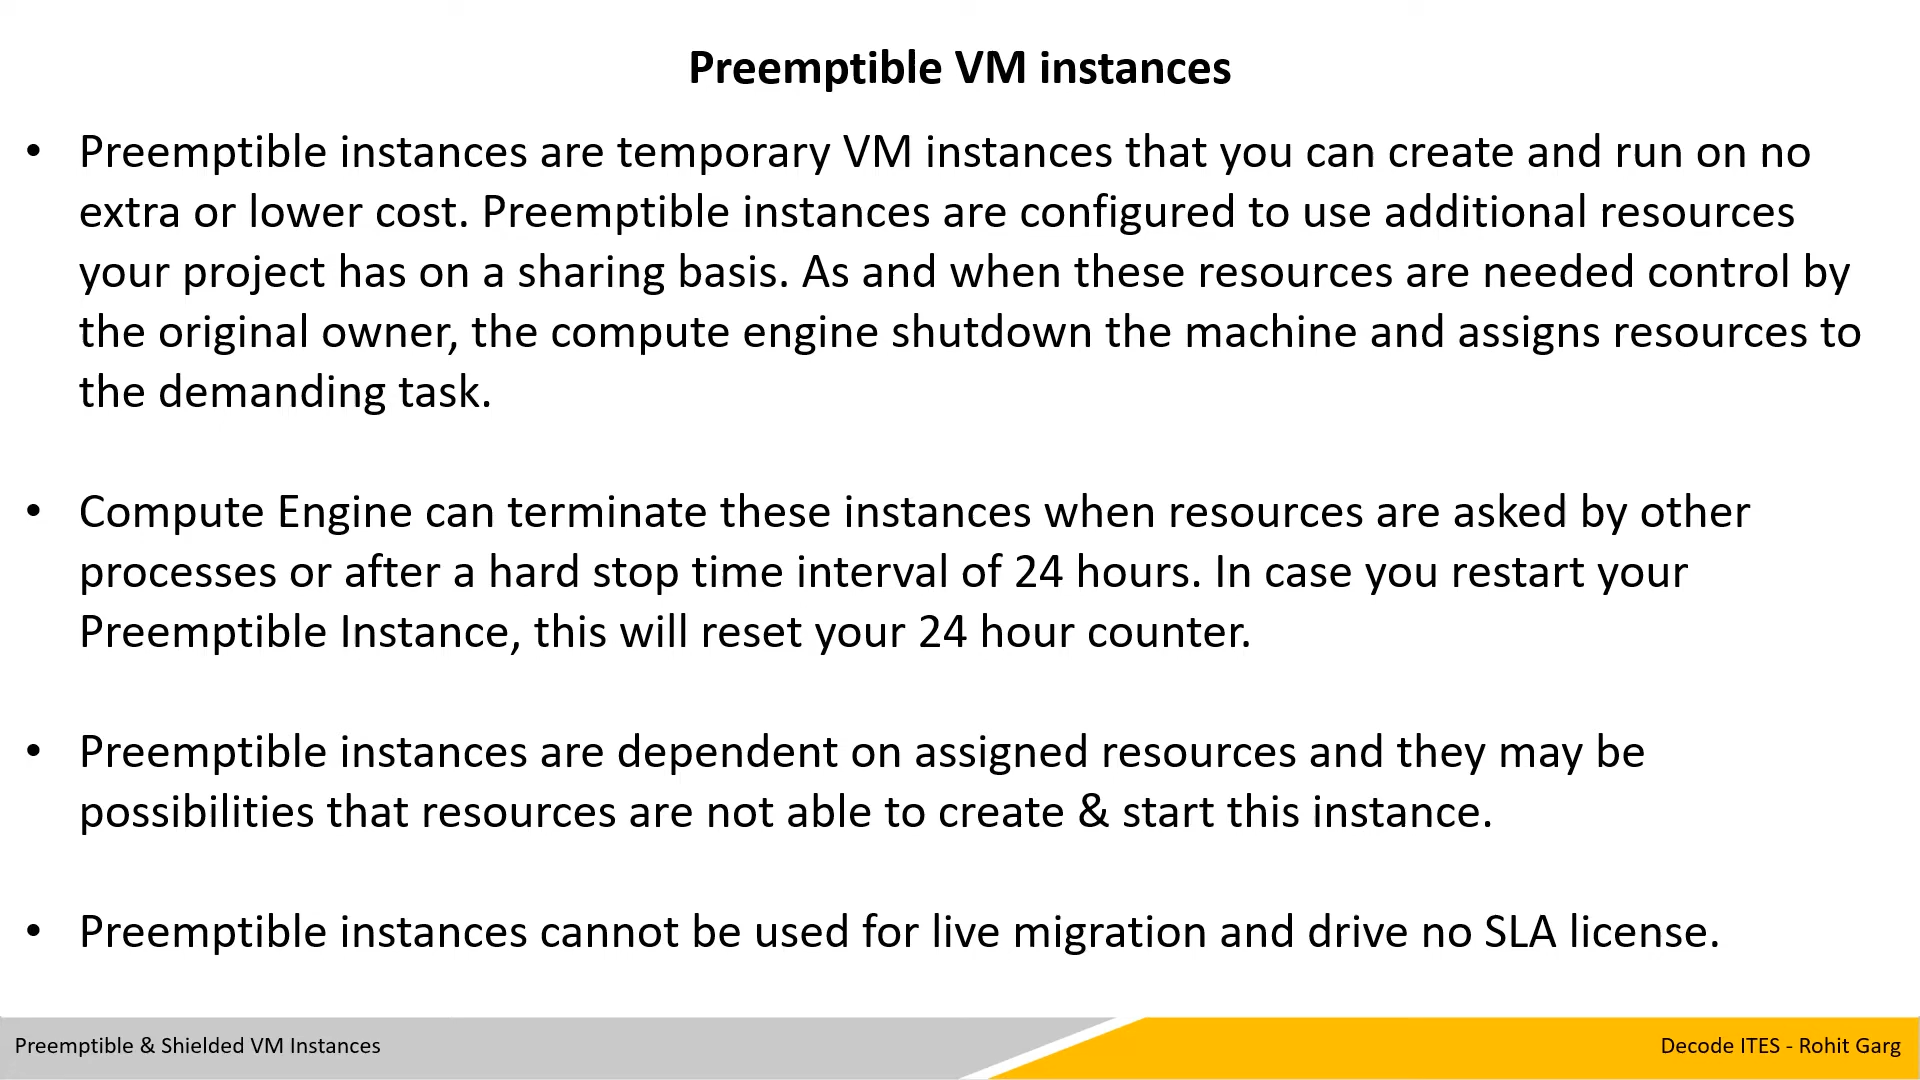 Preemptible VM instances
• Preemptible instances are temporary VM instances that you can create and run on no
extra or lower cost. Preemptible instances are configured to use additional resources
your project has on a sharing basis. As and when these resources are needed control by
the original owner, the compute engine shutdown the machine and assigns resources to
the demanding task.
• Compute Engine can terminate these instances when resources are asked by other
processes or after a hard stop time interval of 24 hours. In case you restart your
Preemptible Instance, this will reset your 24 hour counter.
• Preemptible instances are dependent on assigned resources and they may be
possibilities that resources are not able to create & start this instance.
• Preemptible instances cannot be used for live migration and drive no SLA license.
Preemptible & Shielded VM Instances
Decode ITES - Rohit Garg